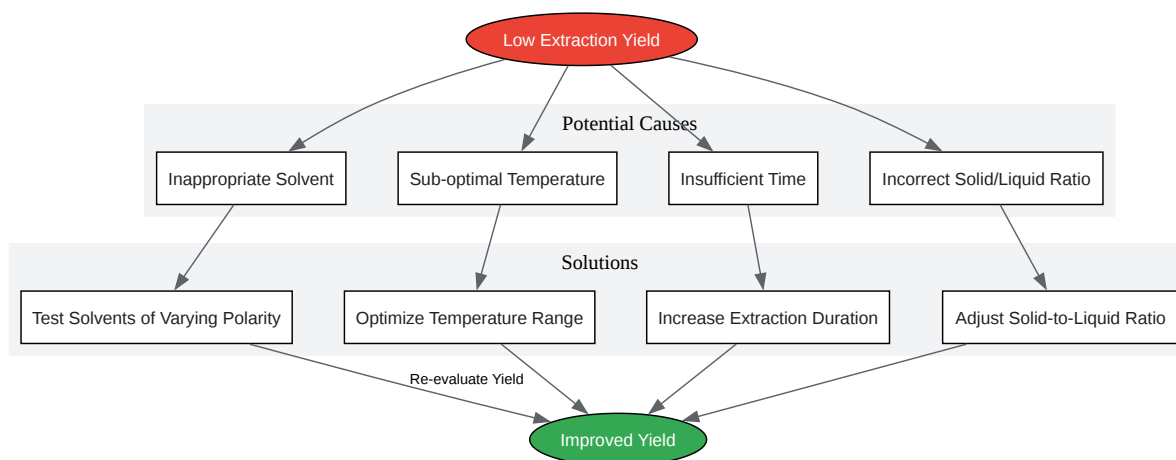 Low Extraction Yield
Potential Causes
Inappropriate Solvent
Sub-optimal Temperature
Insufficient Time
Incorrect Solid/Liquid Ratio
Solutions
Test Solvents of Varying Polarity
Optimize Temperature Range
Increase Extraction Duration
Adjust Solid-to-Liquid Ratio
Re-evaluate Yield
Improved Yield